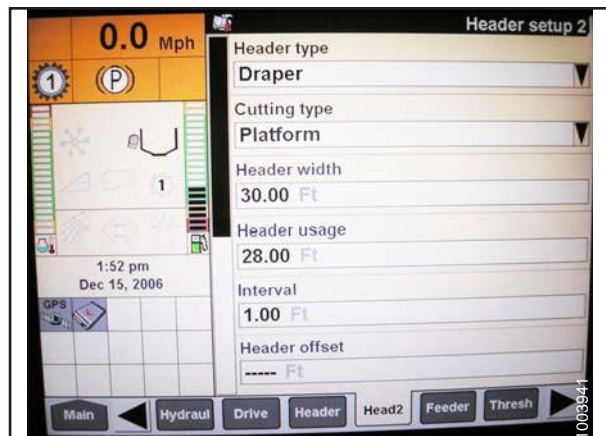 0.0 Mph
1
P
1
1:52 pm
Dec 15, 2006
GPS
Header setup 2
Header type
Draper
Cutting type
Platform
Header width
30.00 Ft
Header usage
28.00 Ft
Interval
1.00 Ft
Header offset
----- Ft
Main
Hydraul
Drive
Header
Head2
Feeder
Thresh
1003941